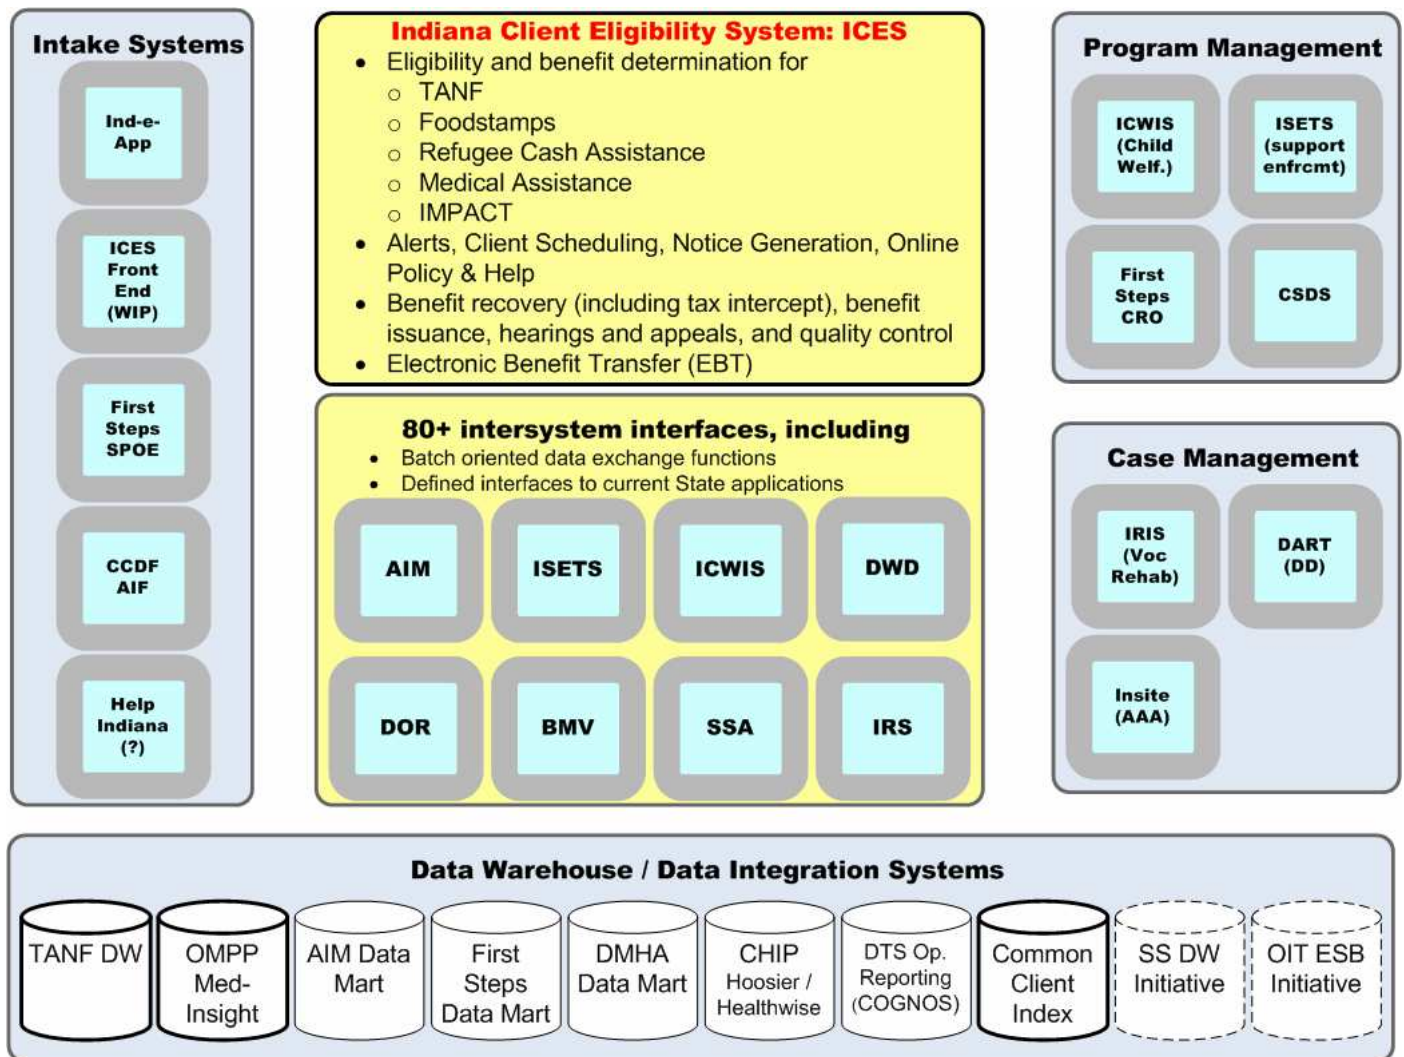 Intake Systems
Ind-e-
App
ICES
Front
End
(WIP)
First
Steps
SPOE
CCDF
AIF
Help
Indiana
(?)
Indiana Client Eligibility System: ICES
• Eligibility and benefit determination for
o TANF
o Foodstamps
o Refugee Cash Assistance
o Medical Assistance
o IMPACT
• Alerts, Client Scheduling, Notice Generation, Online
Policy & Help
• Benefit recovery (including tax intercept), benefit
issuance, hearings and appeals, and quality control
• Electronic Benefit Transfer (EBT)
80+ intersystem interfaces, including
• Batch oriented data exchange functions
• Defined interfaces to current State applications
AIM
ISETS
ICWIS
DWD
DOR
BMV
SSA
IRS
Program Management
ICWIS
(Child
Welf.)
ISETS
(support
enfrcmt)
First
Steps
CRO
CSDS
Case Management
IRIS
(Voc
Rehab)
DART
(DD)
Insite
(AAA)
Data Warehouse / Data Integration Systems
TANF DW
OMPP
Med-
Insight
AIM Data
Mart
First
Steps
Data Mart
DMHA
Data Mart
CHIP
Hoosier /
Healthwise
DTS Op.
Reporting
(COGNOS)
Common
Client
Index
SS DW
Initiative
OIT ESB
Initiative